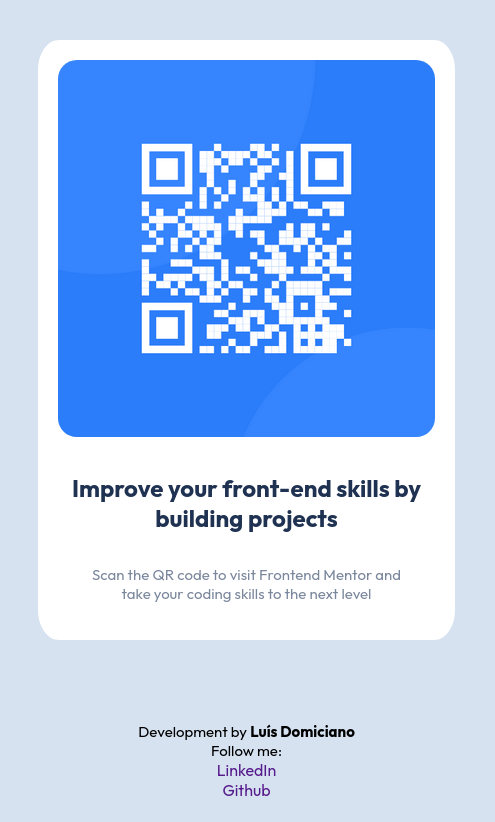 Improve your front-end skills by
building projects
Scan the QR code to visit Frontend Mentor and
take your coding skills to the next level
Development by Luís Domiciano
Follow me:
LinkedIn
Github